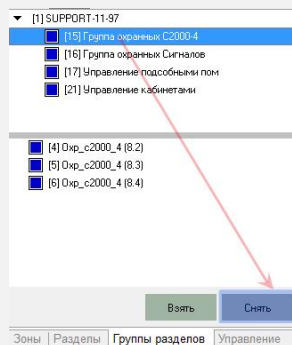 [1] SUPPORT-11-97
[15] Группа охранных С2000-4
[16] Группа охранных Сигналов
[17] Управление подсобными пом
[21] Управление кабинетами
[4] Охр_с2000_4 (8.2)
[5] Охр_с2000_4 (8.3)
[6] Охр_с2000_4 (8.4)
Взять Снять
Зоны Разделы Группы разделов Управление